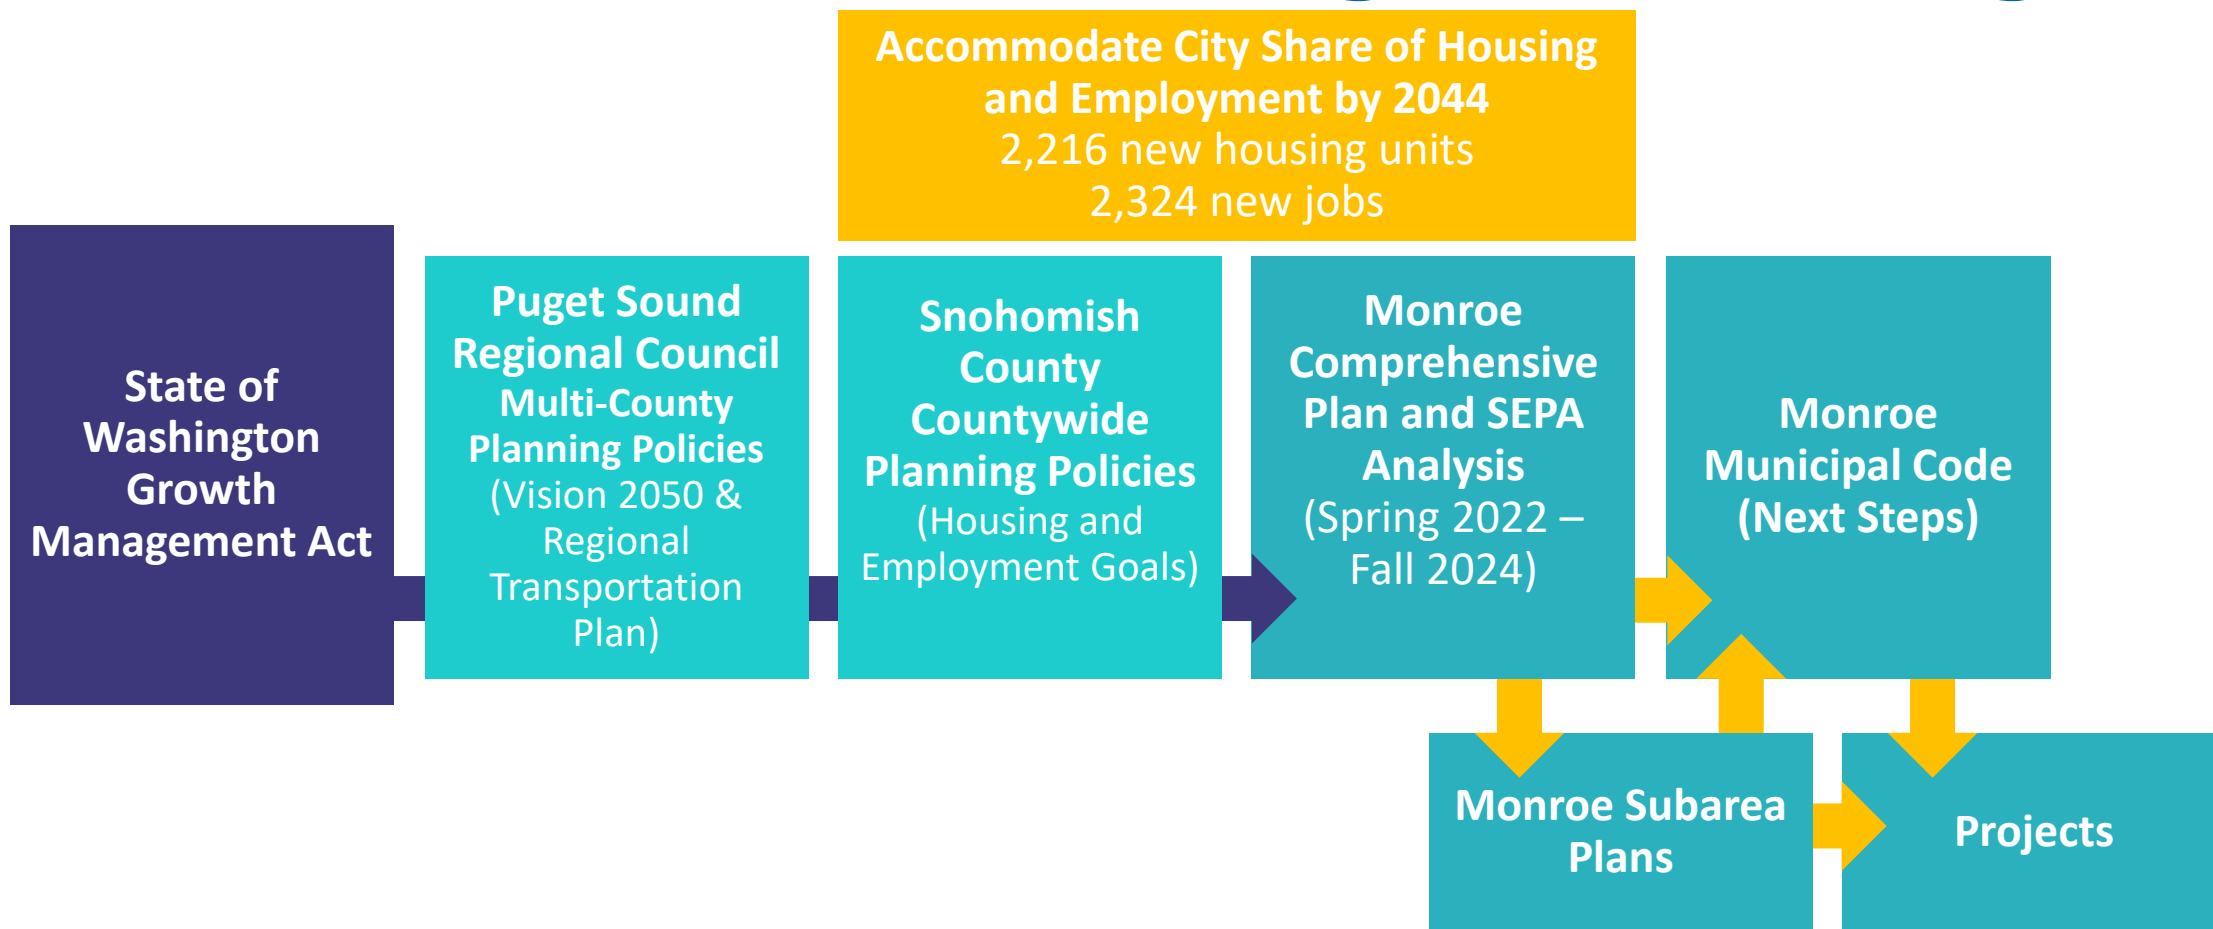 Accommodate City Share of Housing
and Employment by 2044
2,216 new housing units
2,324 new jobs
State of
Washington
Growth
Management Act
Puget Sound
Regional Council
Multi-County
Planning Policies
(Vision 2050 &
Regional
Transportation
Plan)
Snohomish
County
Countywide
Planning Policies
(Housing and
Employment Goals)
Monroe
Comprehensive
Plan and SEPA
Analysis
(Spring 2022 –
Fall 2024)
Monroe
Municipal Code
(Next Steps)
Monroe Subarea
Plans
Projects